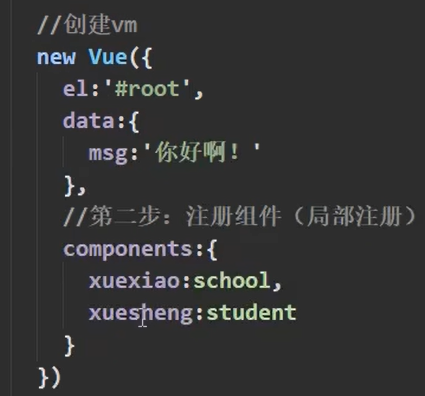 //创建vm
new Vue({
el:'#root',
data:{
msg:'你好啊！'
},
//第二步：注册组件（局部注册）
components:{
xuexiao:school,
xuesheng:student
}
})